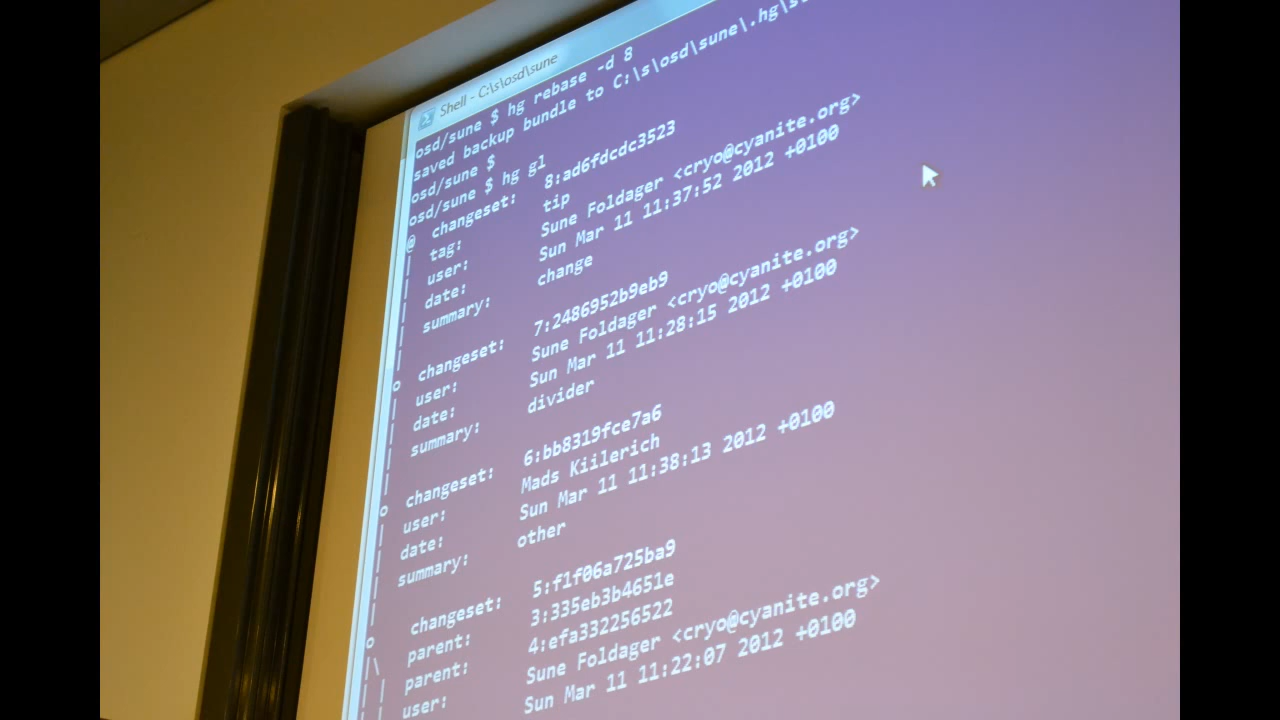 Shell - C:\s\osd\sune
osd/sune $ hg rebase -d 8
saved backup bundle to C:\s\osd\sune\.hg\s
osd/sune $
osd/sune $ hg gl
@ changeset: 8:ad6fdcdc3523
| tag: tip
| user: Sune Foldager <cryo@cyanite.org>
| date: Sun Mar 11 11:37:52 2012 +0100
| summary: change
|
o changeset: 7:2486952b9eb9
| user: Sune Foldager <cryo@cyanite.org>
| date: Sun Mar 11 11:28:15 2012 +0100
| summary: divider
|
o changeset: 6:bb8319fce7a6
| user: Mads Kiilerich
| date: Sun Mar 11 11:38:13 2012 +0100
| summary: other
|
o changeset: 5:f1f06a725ba9
|\ parent: 3:335eb3b4651e
| | parent: 4:efa332256522
user: Sune Foldager <cryo@cyanite.org>
Sun Mar 11 11:22:07 2012 +0100